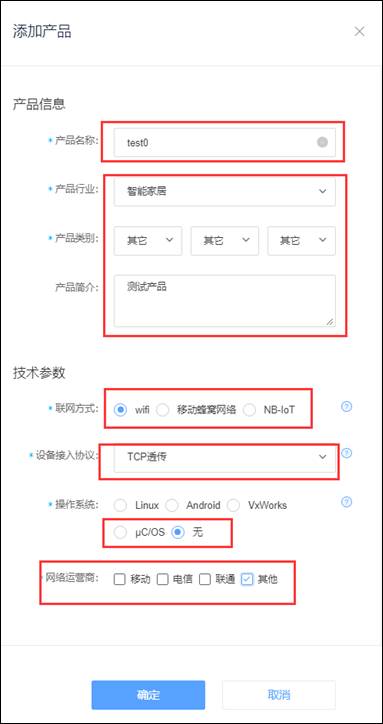 添加产品
产品信息
* 产品名称: test0
* 产品行业: 智能家居
* 产品类别: 其它 其它 其它
产品简介: 测试产品
技术参数
* 联网方式: wifi 移动蜂窝网络 NB-IoT
* 设备接入协议: TCP透传
* 操作系统: Linux Android VxWorks
μC/OS 无
* 网络运营商: 移动 电信 联通 其他
确定 取消